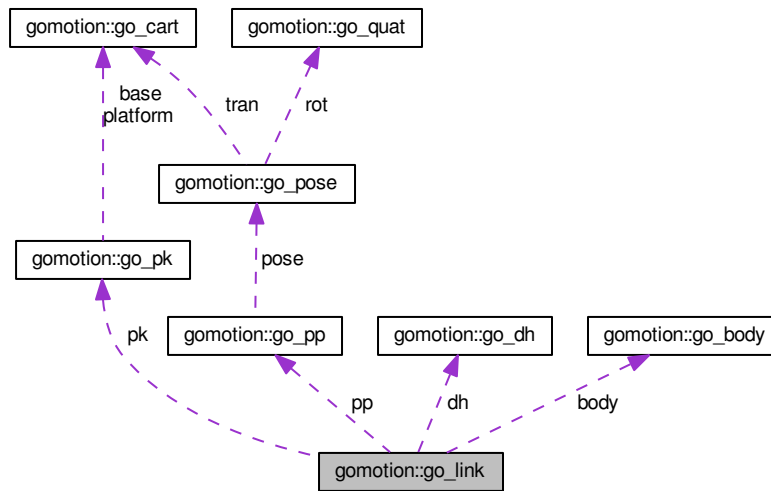 gomotion::go_cart
gomotion::go_quat
base
platform
tran
rot
gomotion::go_pose
gomotion::go_pk
pose
pk
gomotion::go_pp
gomotion::go_dh
gomotion::go_body
pp
dh
body
gomotion::go_link